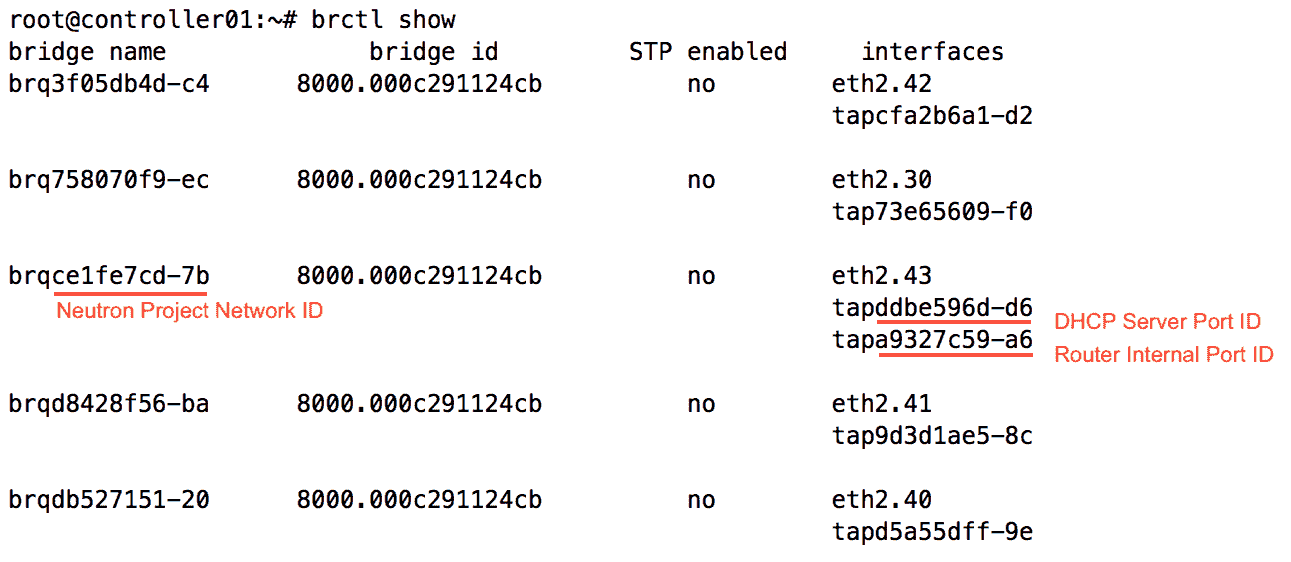 root@controller01:~# brctl show
bridge name bridge id STP enabled interfaces
brq3f05db4d-c4 8000.000c291124cb no eth2.42
tapcfa2b6a1-d2
brq758070f9-ec 8000.000c291124cb no eth2.30
tap73e65609-f0
brqce1fe7cd-7b 8000.000c291124cb no eth2.43
Neutron Project Network ID
tapddbe596d-d6 DHCP Server Port ID
tapa9327c59-a6 Router Internal Port ID
brqd8428f56-ba 8000.000c291124cb no eth2.41
tap9d3d1ae5-8c
brqdb527151-20 8000.000c291124cb no eth2.40
tapd5a55dff-9e